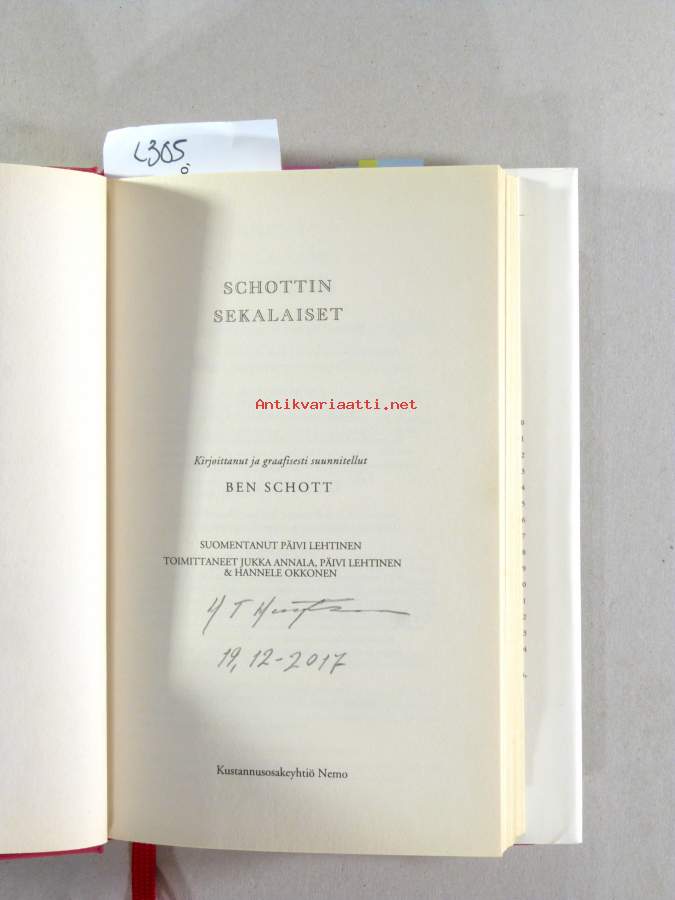 L305
SCHOTTIN
SEKALAISET
Antikvariaatti.net
Kirjoittanut ja graafisesti suunnitellut
BEN SCHOTT
SUOMENTANUT PÄIVI LEHTINEN
TOIMITTANEET JUKKA ANNALA, PÄIVI LEHTINEN
& HANNELE OKKONEN
19,12-2017
Kustannusosakeyhtiö Nemo